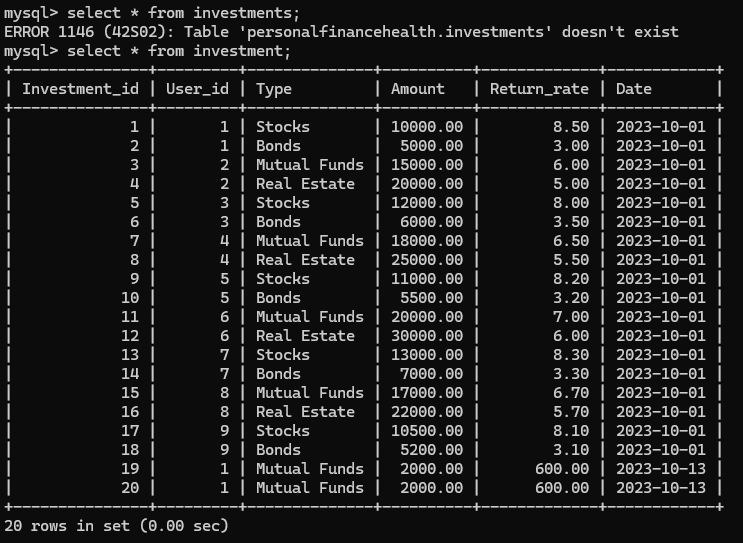 mysql> select * from investments;
ERROR 1146 (42S02): Table 'personalfinancehealth.investments' doesn't exist
mysql> select * from investment;
+---------------+---------+--------------+----------+-------------+------------+
| Investment_id | User_id | Type         | Amount   | Return_rate | Date       |
+---------------+---------+--------------+----------+-------------+------------+
|             1 |       1 | Stocks       | 10000.00 |        8.50 | 2023-10-01 |
|             2 |       1 | Bonds        |  5000.00 |        3.00 | 2023-10-01 |
|             3 |       2 | Mutual Funds | 15000.00 |        6.00 | 2023-10-01 |
|             4 |       2 | Real Estate  | 20000.00 |        5.00 | 2023-10-01 |
|             5 |       3 | Stocks       | 12000.00 |        8.00 | 2023-10-01 |
|             6 |       3 | Bonds        |  6000.00 |        3.50 | 2023-10-01 |
|             7 |       4 | Mutual Funds | 18000.00 |        6.50 | 2023-10-01 |
|             8 |       4 | Real Estate  | 25000.00 |        5.50 | 2023-10-01 |
|             9 |       5 | Stocks       | 11000.00 |        8.20 | 2023-10-01 |
|            10 |       5 | Bonds        |  5500.00 |        3.20 | 2023-10-01 |
|            11 |       6 | Mutual Funds | 20000.00 |        7.00 | 2023-10-01 |
|            12 |       6 | Real Estate  | 30000.00 |        6.00 | 2023-10-01 |
|            13 |       7 | Stocks       | 13000.00 |        8.30 | 2023-10-01 |
|            14 |       7 | Bonds        |  7000.00 |        3.30 | 2023-10-01 |
|            15 |       8 | Mutual Funds | 17000.00 |        6.70 | 2023-10-01 |
|            16 |       8 | Real Estate  | 22000.00 |        5.70 | 2023-10-01 |
|            17 |       9 | Stocks       | 10500.00 |        8.10 | 2023-10-01 |
|            18 |       9 | Bonds        |  5200.00 |        3.10 | 2023-10-01 |
|            19 |       1 | Mutual Funds |  2000.00 |      600.00 | 2023-10-13 |
|            20 |       1 | Mutual Funds |  2000.00 |      600.00 | 2023-10-13 |
+---------------+---------+--------------+----------+-------------+------------+
20 rows in set (0.00 sec)